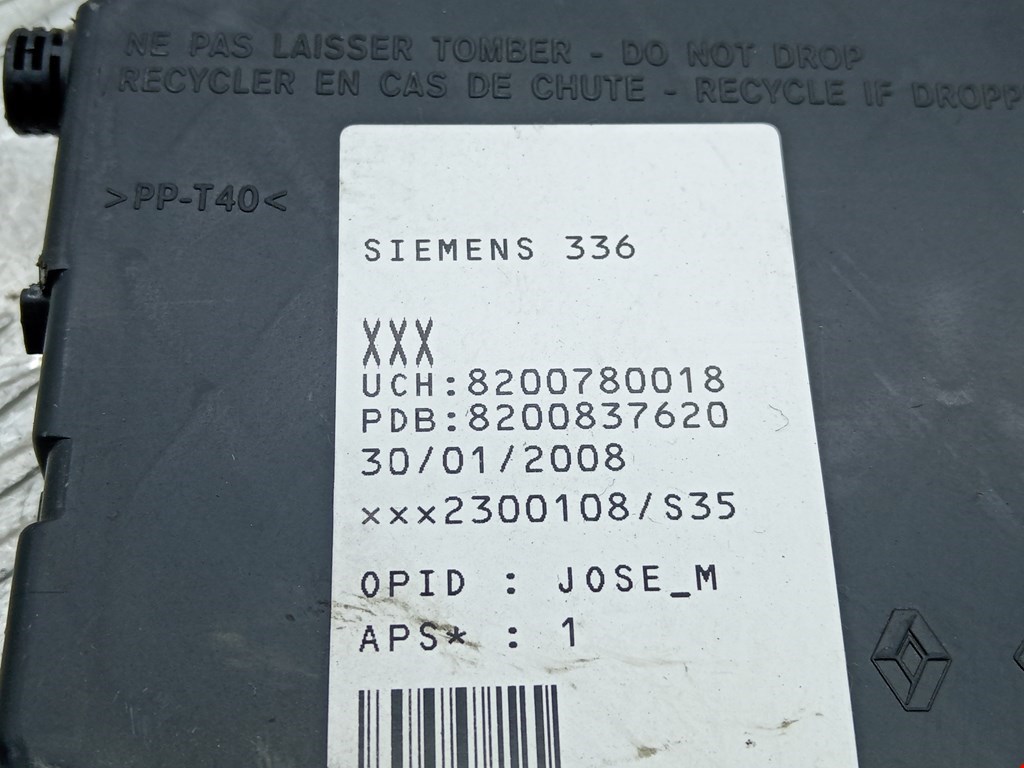 H
NE PAS LAISSER TOMBER - DO NOT DROP
RECYCLER EN CAS DE CHUTE - RECYCLE IF DROPP
>PP-T40<
SIEMENS 336
XXX
UCH:8200780018
PDB:8200837620
30/01/2008
xxx2300108/S35
OPID : JOSE_M
APS* : 1